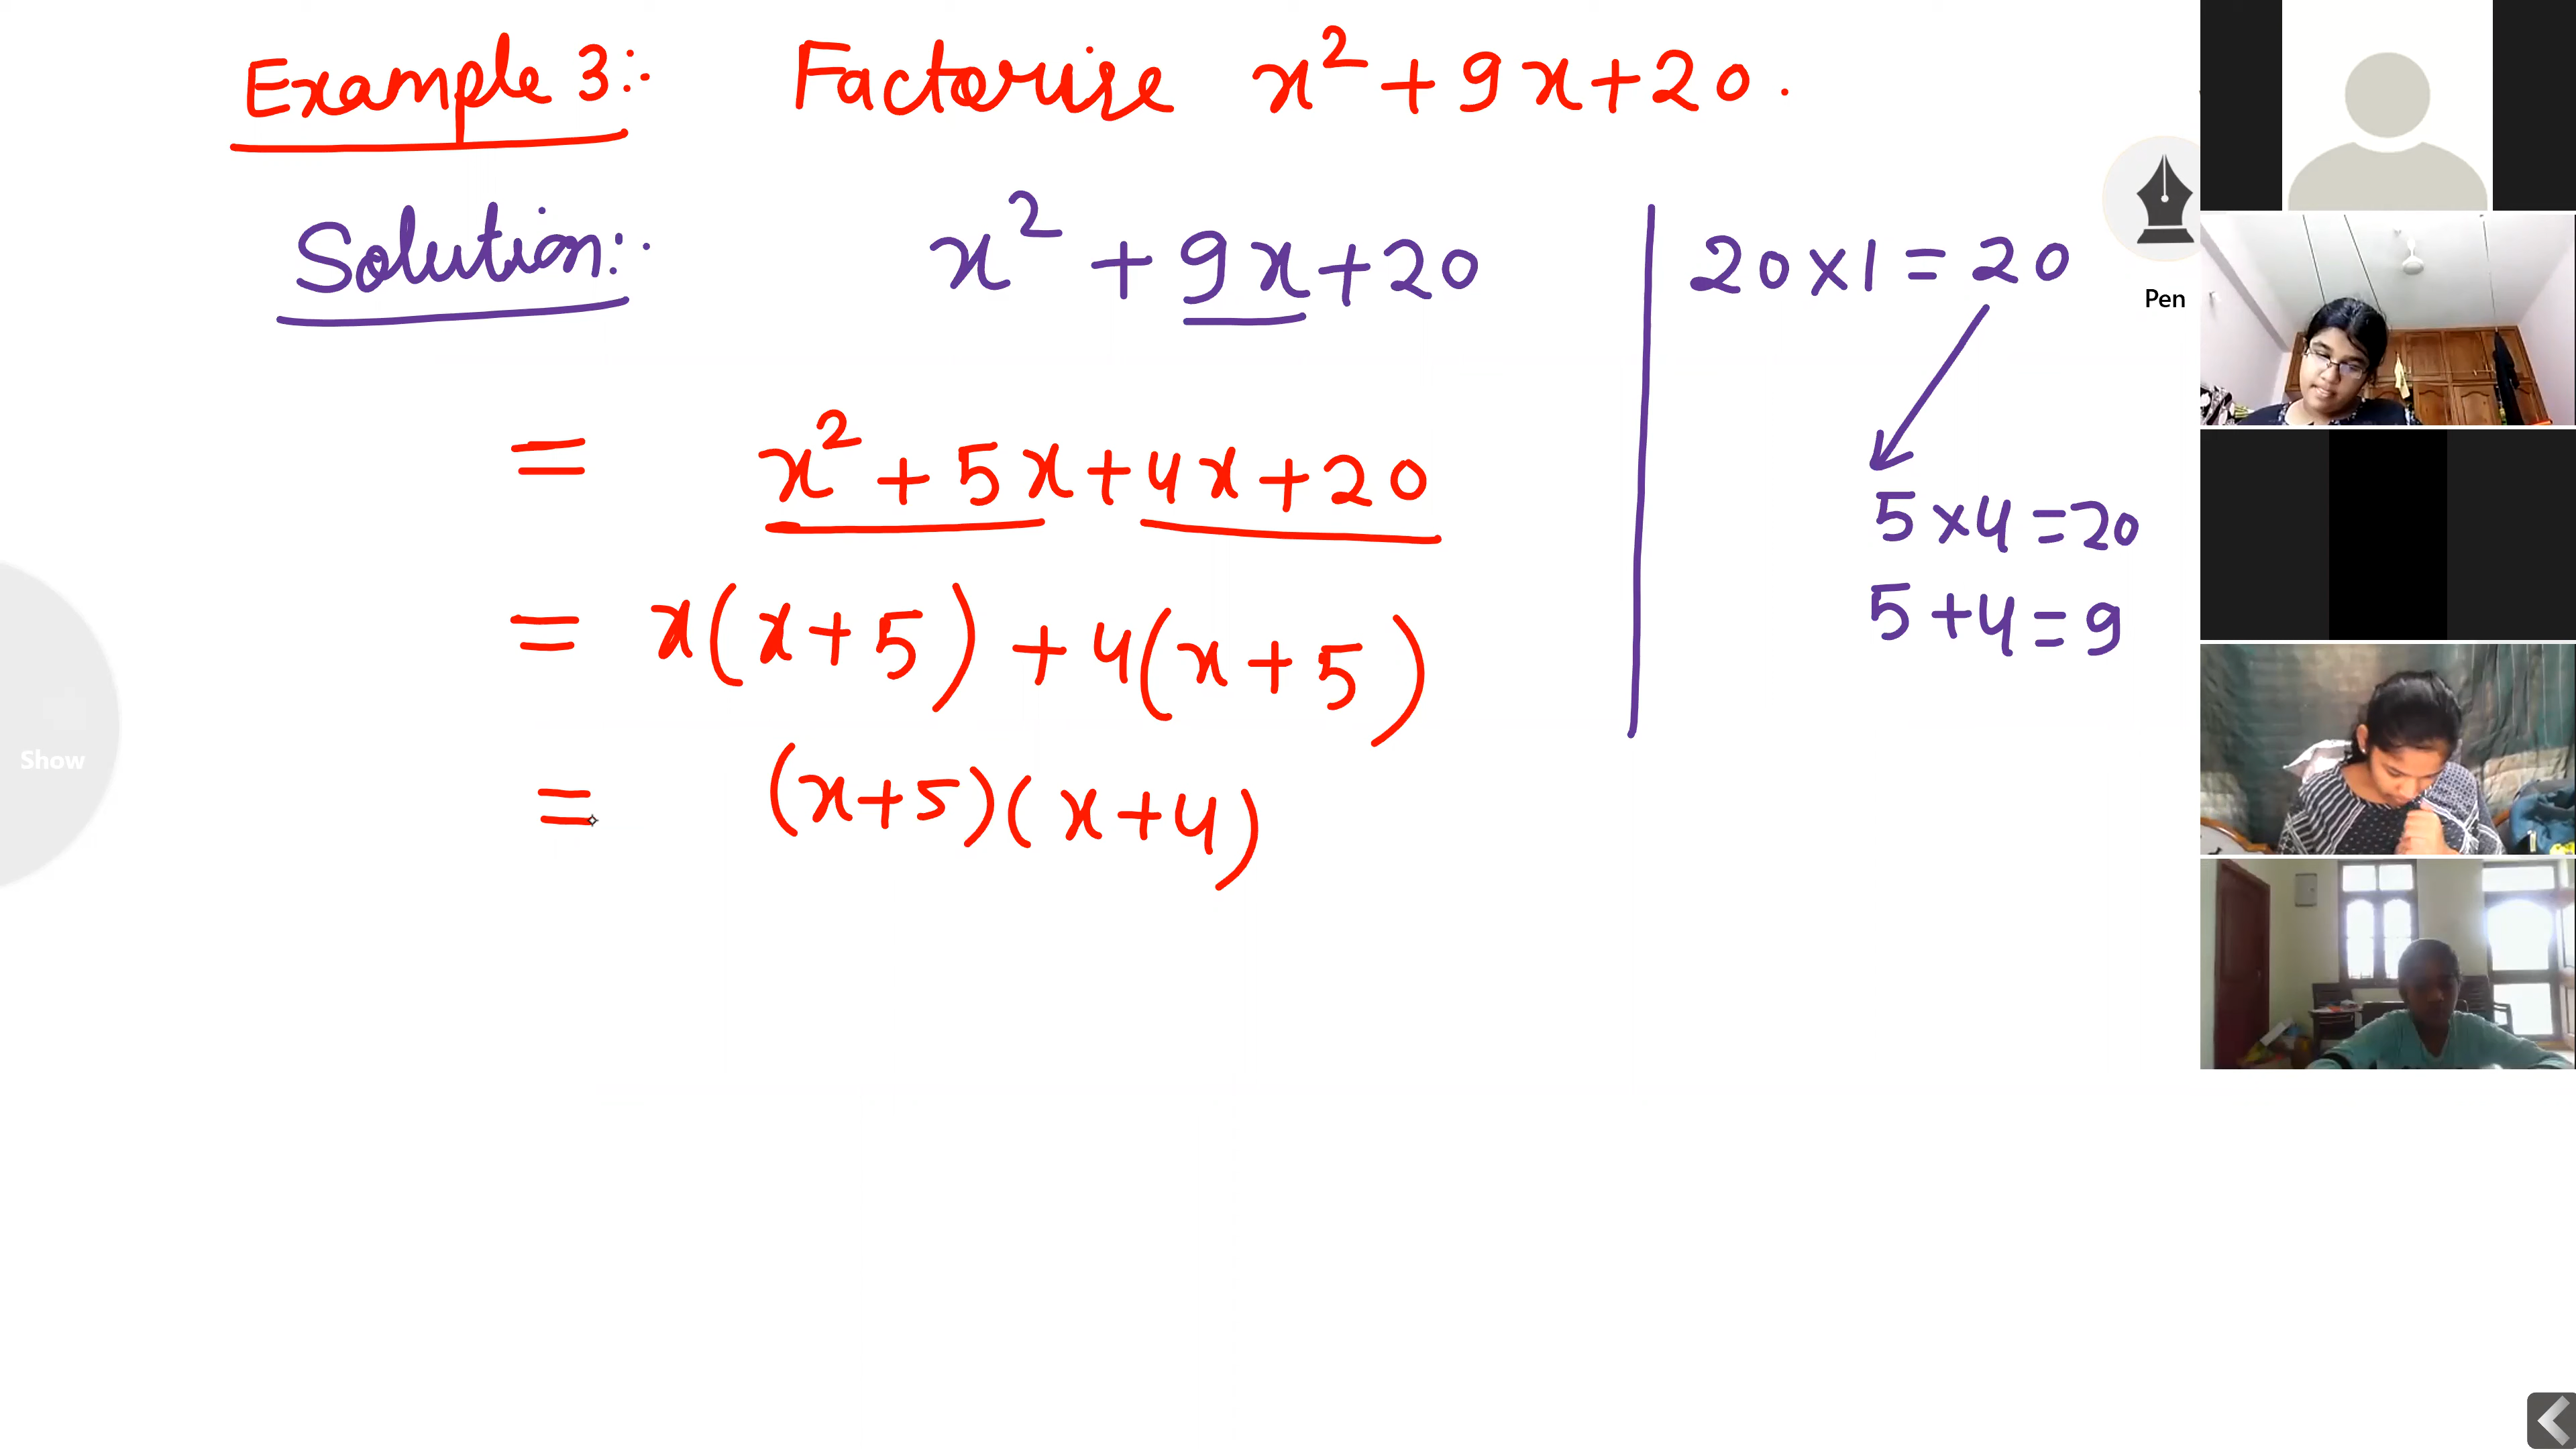 Example 3:- Factorise x² + 9x + 20.
Solution:- x² + 9x + 20
= x² + 5x + 4x + 20
= x(x+5) + 4(x+5)
= (x+5)(x+4)
20 × 1 = 20
5 × 4 = 20
5 + 4 = 9
Pen
Show